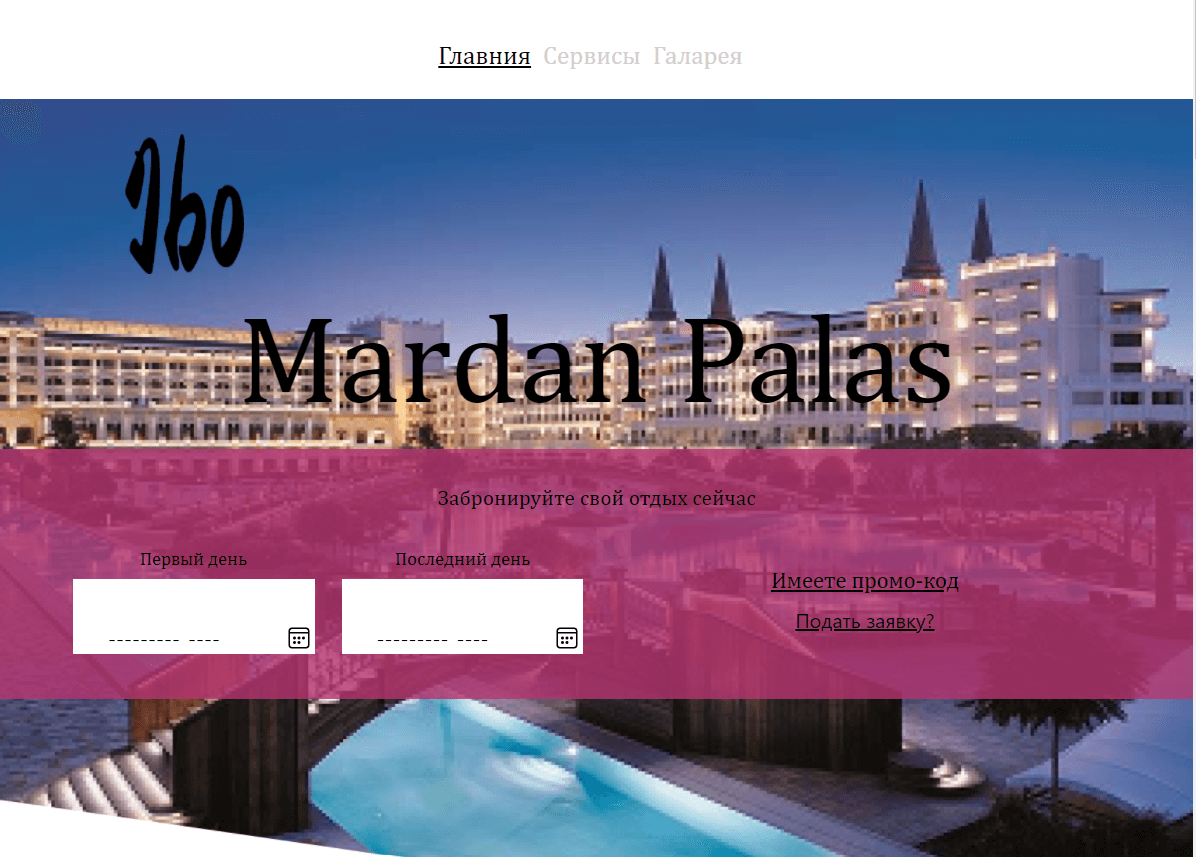 Главния Сервисы Галарея
Ibo
Mardan Palas
Забронируйте свой отдых сейчас
Первый день Последний день
Имеете промо-код
--------- ---- --------- ----
Подать заявку?